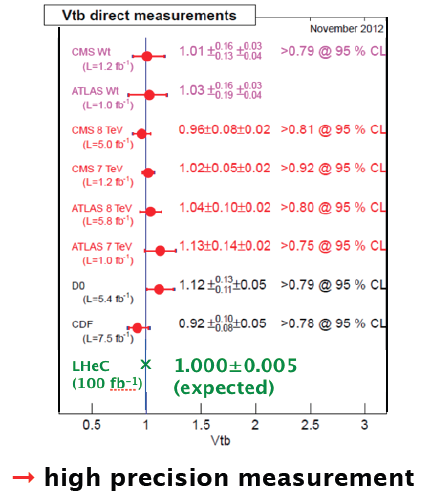 Vtb direct measurements
November 2012
CMS Wt 1.01 ±0.16 0.13 ±0.03 0.04 >0.79 @ 95 % CL
(L=1.2 fb⁻¹)
ATLAS Wt 1.03 ±0.16 0.19 ±0.03 0.04
(L=1.0 fb⁻¹)
CMS 8 TeV 0.96±0.08±0.02 >0.81 @ 95 % CL
(L=5.0 fb⁻¹)
CMS 7 TeV 1.02±0.05±0.02 >0.92 @ 95 % CL
(L=1.2 fb⁻¹)
ATLAS 8 TeV 1.04±0.10±0.02 >0.80 @ 95 % CL
(L=5.8 fb⁻¹)
ATLAS 7 TeV 1.13±0.14±0.02 >0.75 @ 95 % CL
(L=1.0 fb⁻¹)
D0 1.12 ±0.13 0.11 ±0.05 >0.79 @ 95 % CL
(L=5.4 fb⁻¹)
CDF 0.92 ±0.10 0.08 ±0.05 >0.78 @ 95 % CL
(L=7.5 fb⁻¹)
LHeC × 1.000±0.005
(100 fb⁻¹) (expected)
0.5 1 1.5 2 2.5 3
Vtb
→ high precision measurement